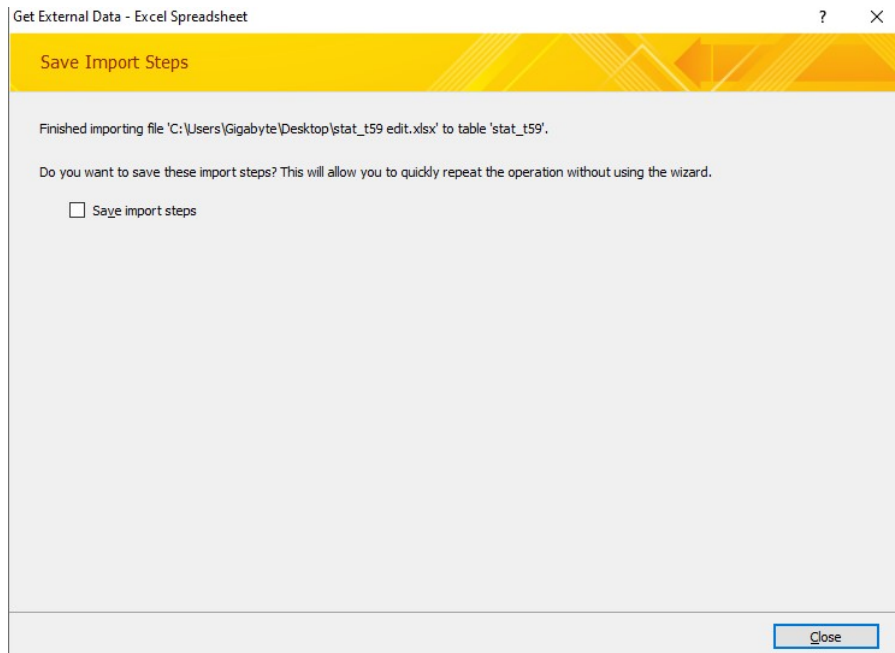 Get External Data - Excel Spreadsheet
Save Import Steps
Finished importing file 'C:\Users\Gigabyte\Desktop\stat_t59 edit.xlsx' to table 'stat_t59'.
Do you want to save these import steps? This will allow you to quickly repeat the operation without using the wizard.
Save import steps
Close